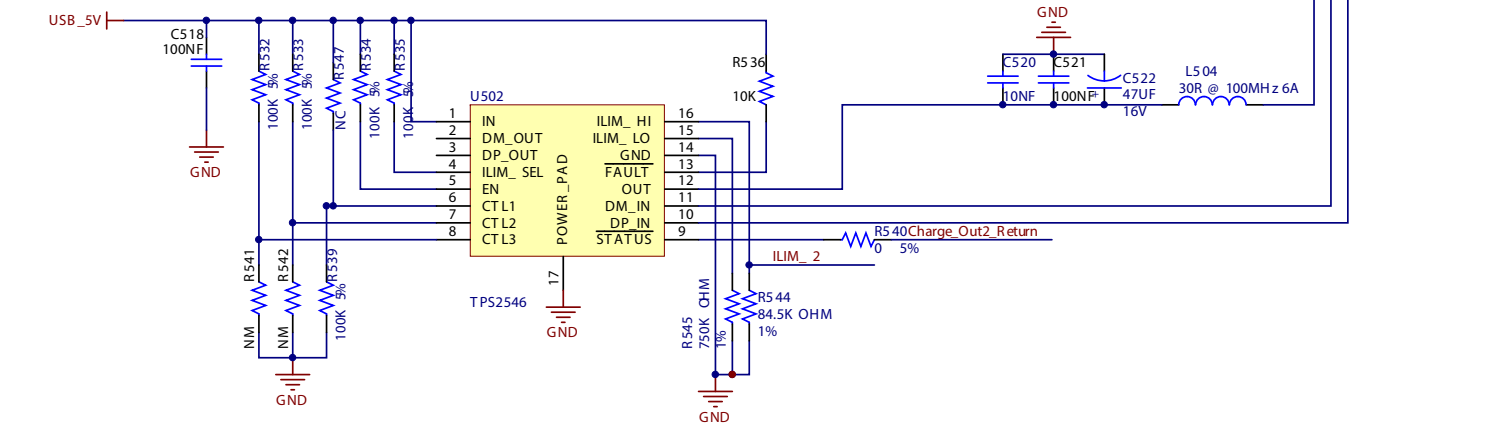 USB_5V
C518
100NF
GND
R532
100K 5%
R533
100K 5%
R547
NC
R534
100K 5%
R535
100K 5%
U502
1 IN
2 DM_OUT
3 DP_OUT
4 ILIM_SEL
5 EN
6 CTL1
7 CTL2
8 CTL3
POWER_PAD
16 ILIM_HI
15 ILIM_LO
14 GND
13 FAULT
12 OUT
11 DM_IN
10 DP_IN
9 STATUS
17
GND
TPS2546
R541
NM
R542
NM
R539
100K 5%
GND
R536
10K
R540
0 5%
Charge_Out2_Return
ILIM_2
R545
750K OHM
1%
R544
84.5K OHM
1%
GND
GND
C520
10NF
C521
100NF
C522
47UF
16V
+
L504
30R @ 100MHz 6A